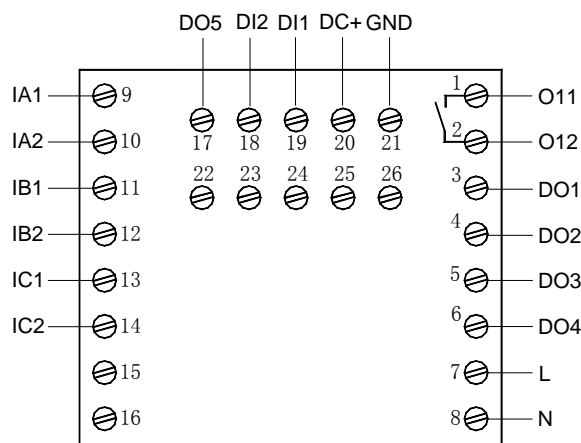 DO5 DI2 DI1 DC+ GND
IA1 9 1 O11
17 18 19 20 21
IA2 10 2 O12
22 23 24 25 26
IB1 11 3 DO1
IB2 12 4 DO2
IC1 13 5 DO3
IC2 14 6 DO4
15 7 L
16 8 N